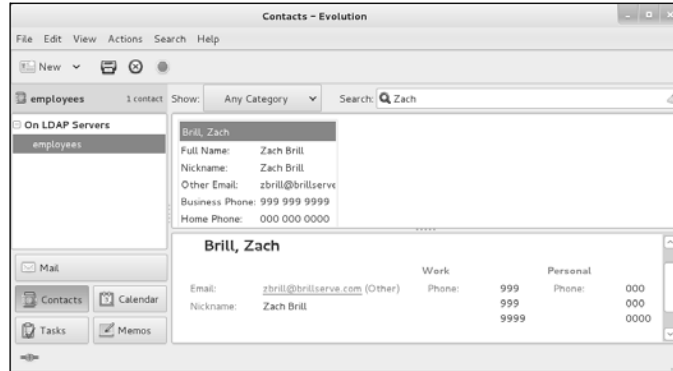 Contacts – Evolution
File Edit View Actions Search Help
New
employees 1 contact Show: Any Category Search: Zach
On LDAP Servers
employees
Brill, Zach
Full Name: Zach Brill
Nickname: Zach Brill
Other Email: zbrill@brillserve
Business Phone: 999 999 9999
Home Phone: 000 000 0000
Brill, Zach
Work Personal
Email: zbrill@brillserve.com (Other) Phone: 999 Phone: 000
Nickname: Zach Brill 999 000
9999 0000
Mail
Contacts Calendar
Tasks Memos